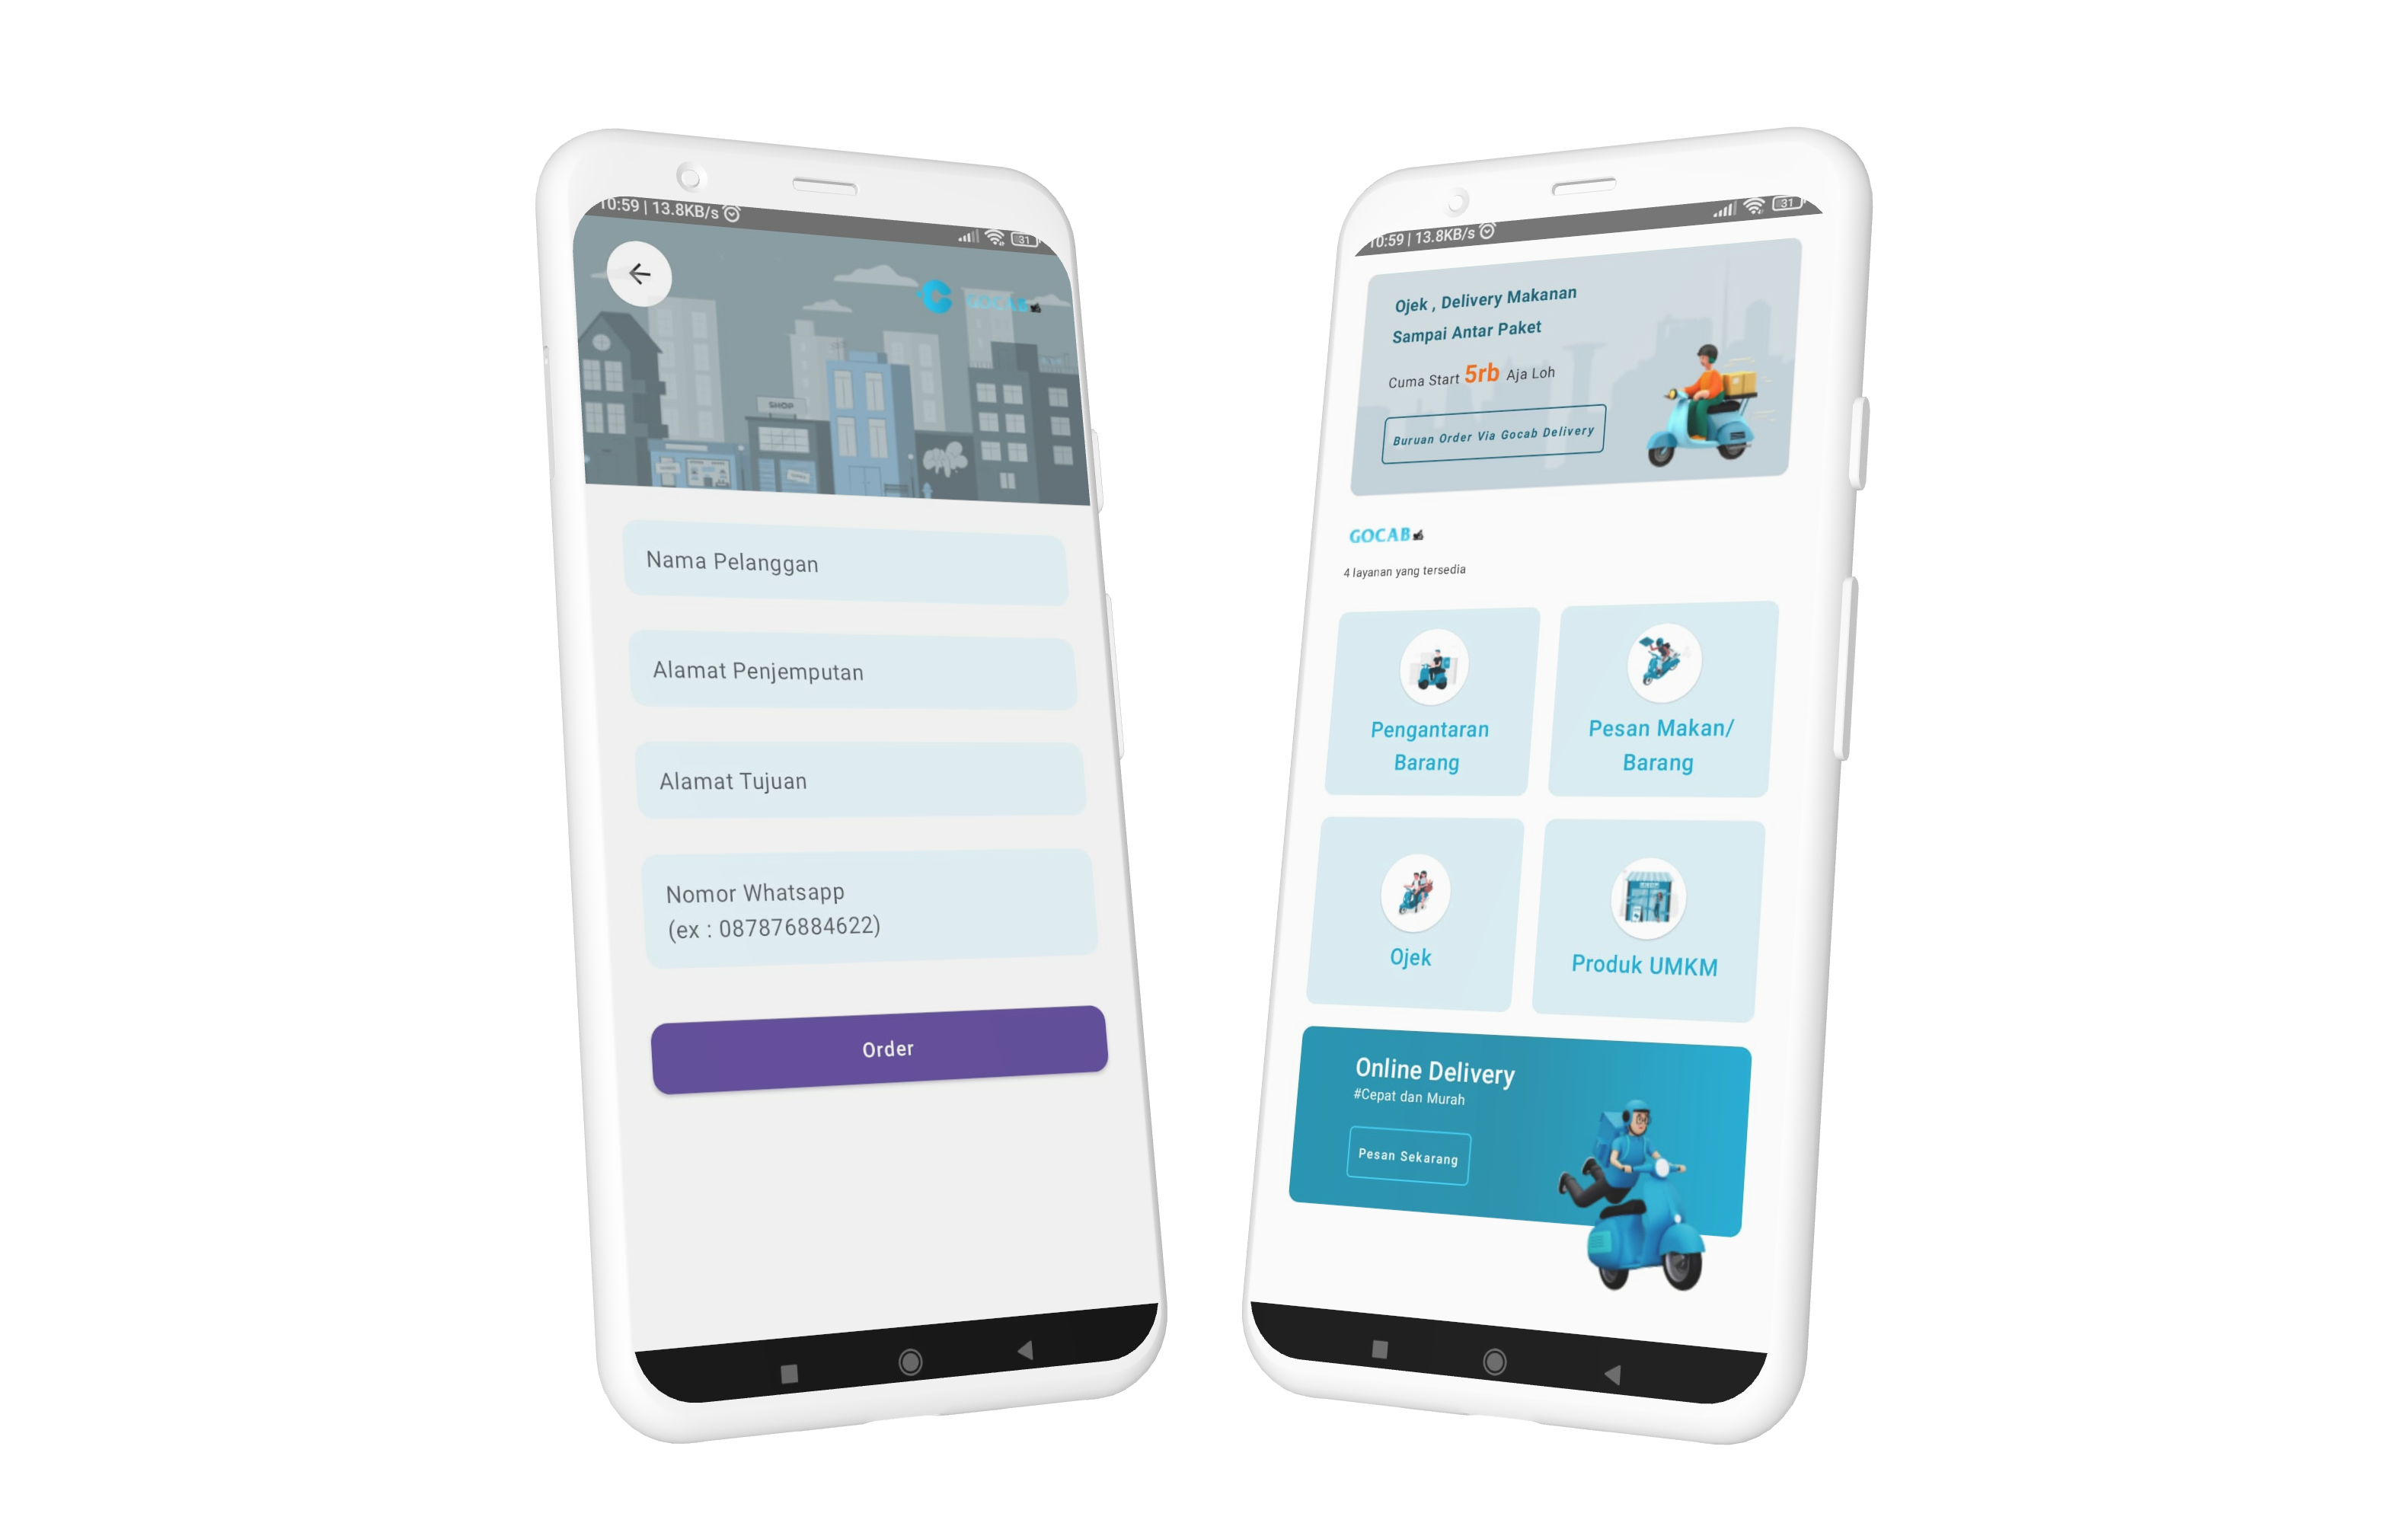 10:59 | 13.8KB/s
31
GOCAB
SHOP
Nama Pelanggan
Alamat Penjemputan
Alamat Tujuan
Nomor Whatsapp
(ex : 087876884622)
Order
10:59 | 13.8KB/s
31
Ojek , Delivery Makanan
Sampai Antar Paket
Cuma Start 5rb Aja Loh
Buruan Order Via Gocab Delivery
GOCAB
4 layanan yang tersedia
Pengantaran
Barang
Pesan Makan/
Barang
Ojek
Produk UMKM
Online Delivery
#Cepat dan Murah
Pesan Sekarang